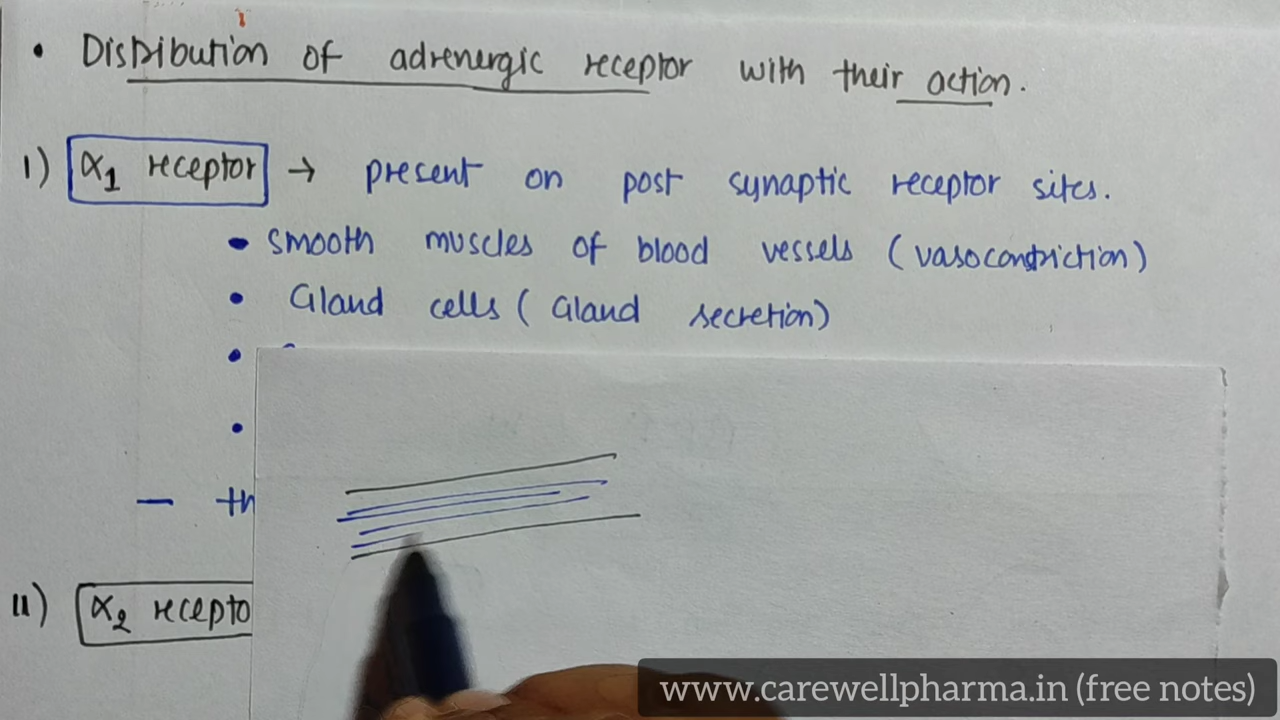 • Distribution of adrenergic receptor with their action.
I) α₁ receptor → present on post synaptic receptor sites.
• smooth muscles of blood vessels (vasoconstriction)
• Gland cells (Gland secretion)
•
•
— th
II) α₂ recepto
www.carewellpharma.in (free notes)